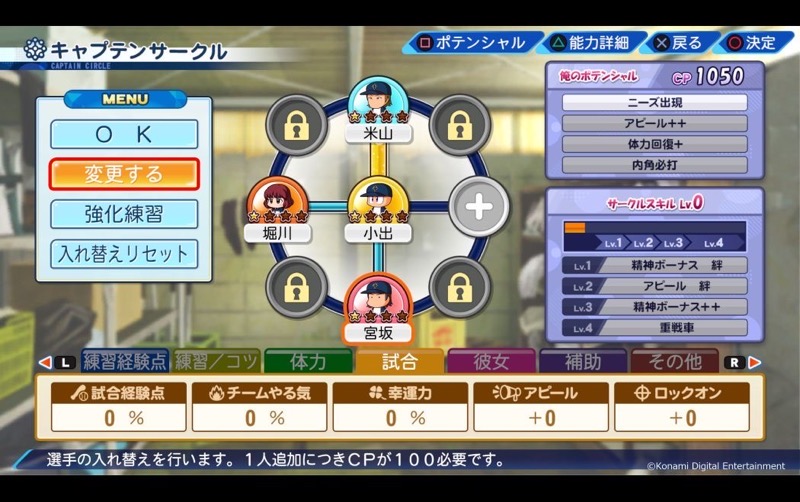 キャプテンサークル
CAPTAIN CIRCLE
ポテンシャル
能力詳細
戻る
決定
MENU
OK
変更する
強化練習
入れ替えリセット
米山
堀川
小出
宮坂
俺のポテンシャル CP 1050
ニーズ出現
アピール++
体力回復+
内角必打
サークルスキル Lv.0
Lv.1 Lv.2 Lv.3 Lv.4
Lv.1 精神ボーナス 絆
Lv.2 アピール 絆
Lv.3 精神ボーナス++
Lv.4 重戦車
L 練習経験点 練習/コツ 体力 試合 彼女 補助 その他 R
試合経験点 チームやる気 幸運力 アピール ロックオン
0 % 0 % 0 % +0 +0
選手の入れ替えを行います。1人追加につきCPが100必要です。
©Konami Digital Entertainment